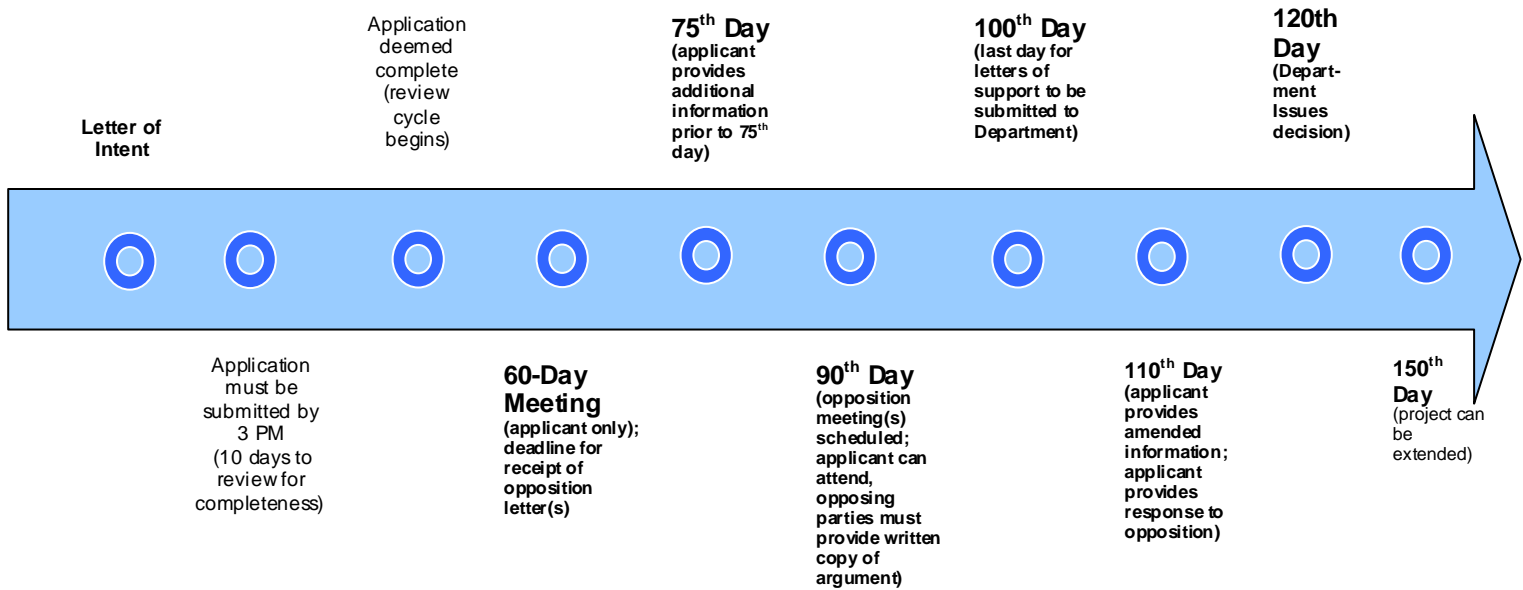 Letter of
Intent
Application
must be
submitted by
3 PM
(10 days to
review for
completeness)
Application
deemed
complete
(review
cycle
begins)
60-Day
Meeting
(applicant only);
deadline for
receipt of
opposition
letter(s)
75th Day
(applicant
provides
additional
information
prior to 75th
day)
90th Day
(opposition
meeting(s)
scheduled;
applicant can
attend,
opposing
parties must
provide written
copy of
argument)
100th Day
(last day for
letters of
support to be
submitted to
Department)
110th Day
(applicant
provides
amended
information;
applicant
provides
response to
opposition)
120th
Day
(Depart-
ment
Issues
decision)
150th
Day
(project can
be
extended)